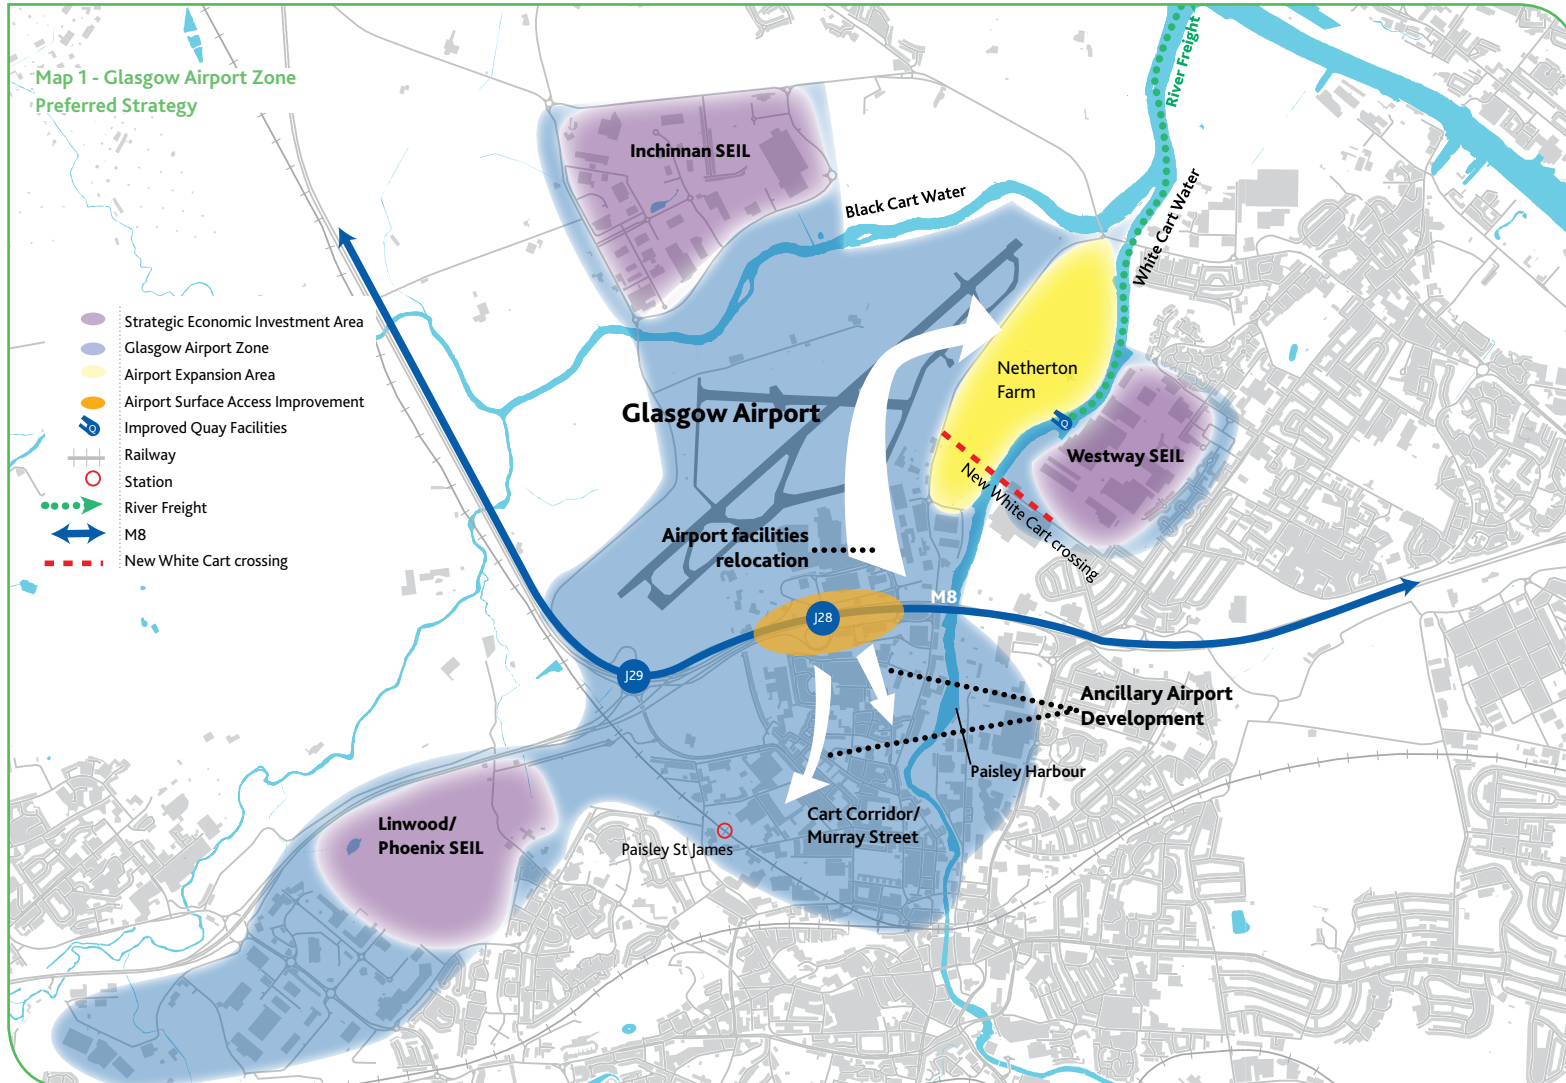 Map 1 - Glasgow Airport Zone
Preferred Strategy
River Freight
Inchinnan SEIL
Black Cart Water
White Cart Water
Strategic Economic Investment Area
Glasgow Airport Zone
Airport Expansion Area
Airport Surface Access Improvement
Q
Improved Quay Facilities
Railway
Station
River Freight
M8
New White Cart crossing
Netherton
Farm
Glasgow Airport
Q
Westway SEIL
New White Cart crossing
Airport facilities
relocation
M8
J28
J29
Ancillary Airport
Development
Paisley Harbour
Cart Corridor/
Murray Street
Linwood/
Phoenix SEIL
Paisley St James